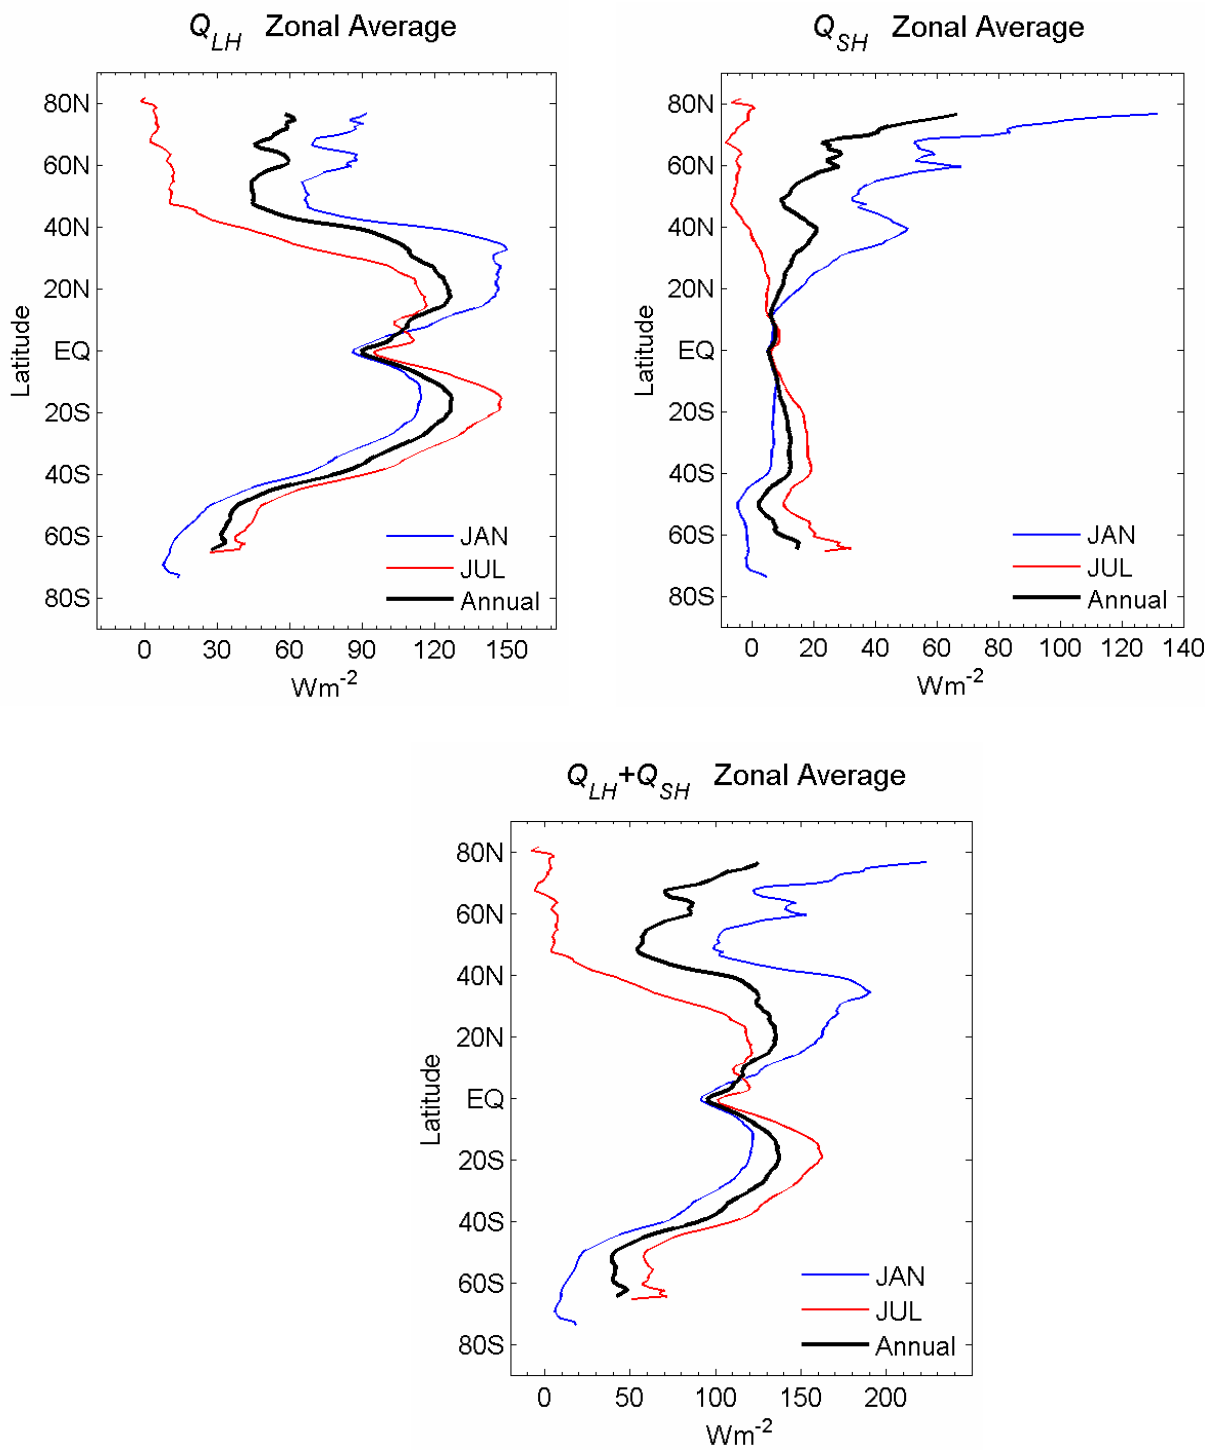 Q_LH Zonal Average
80N
60N
40N
20N
EQ
20S
40S
60S
80S
Latitude
JAN
JUL
Annual
0 30 60 90 120 150
Wm⁻²
Q_SH Zonal Average
80N
60N
40N
20N
EQ
20S
40S
60S
80S
Latitude
JAN
JUL
Annual
0 20 40 60 80 100 120 140
Wm⁻²
Q_LH+Q_SH Zonal Average
80N
60N
40N
20N
EQ
20S
40S
60S
80S
Latitude
JAN
JUL
Annual
0 50 100 150 200
Wm⁻²